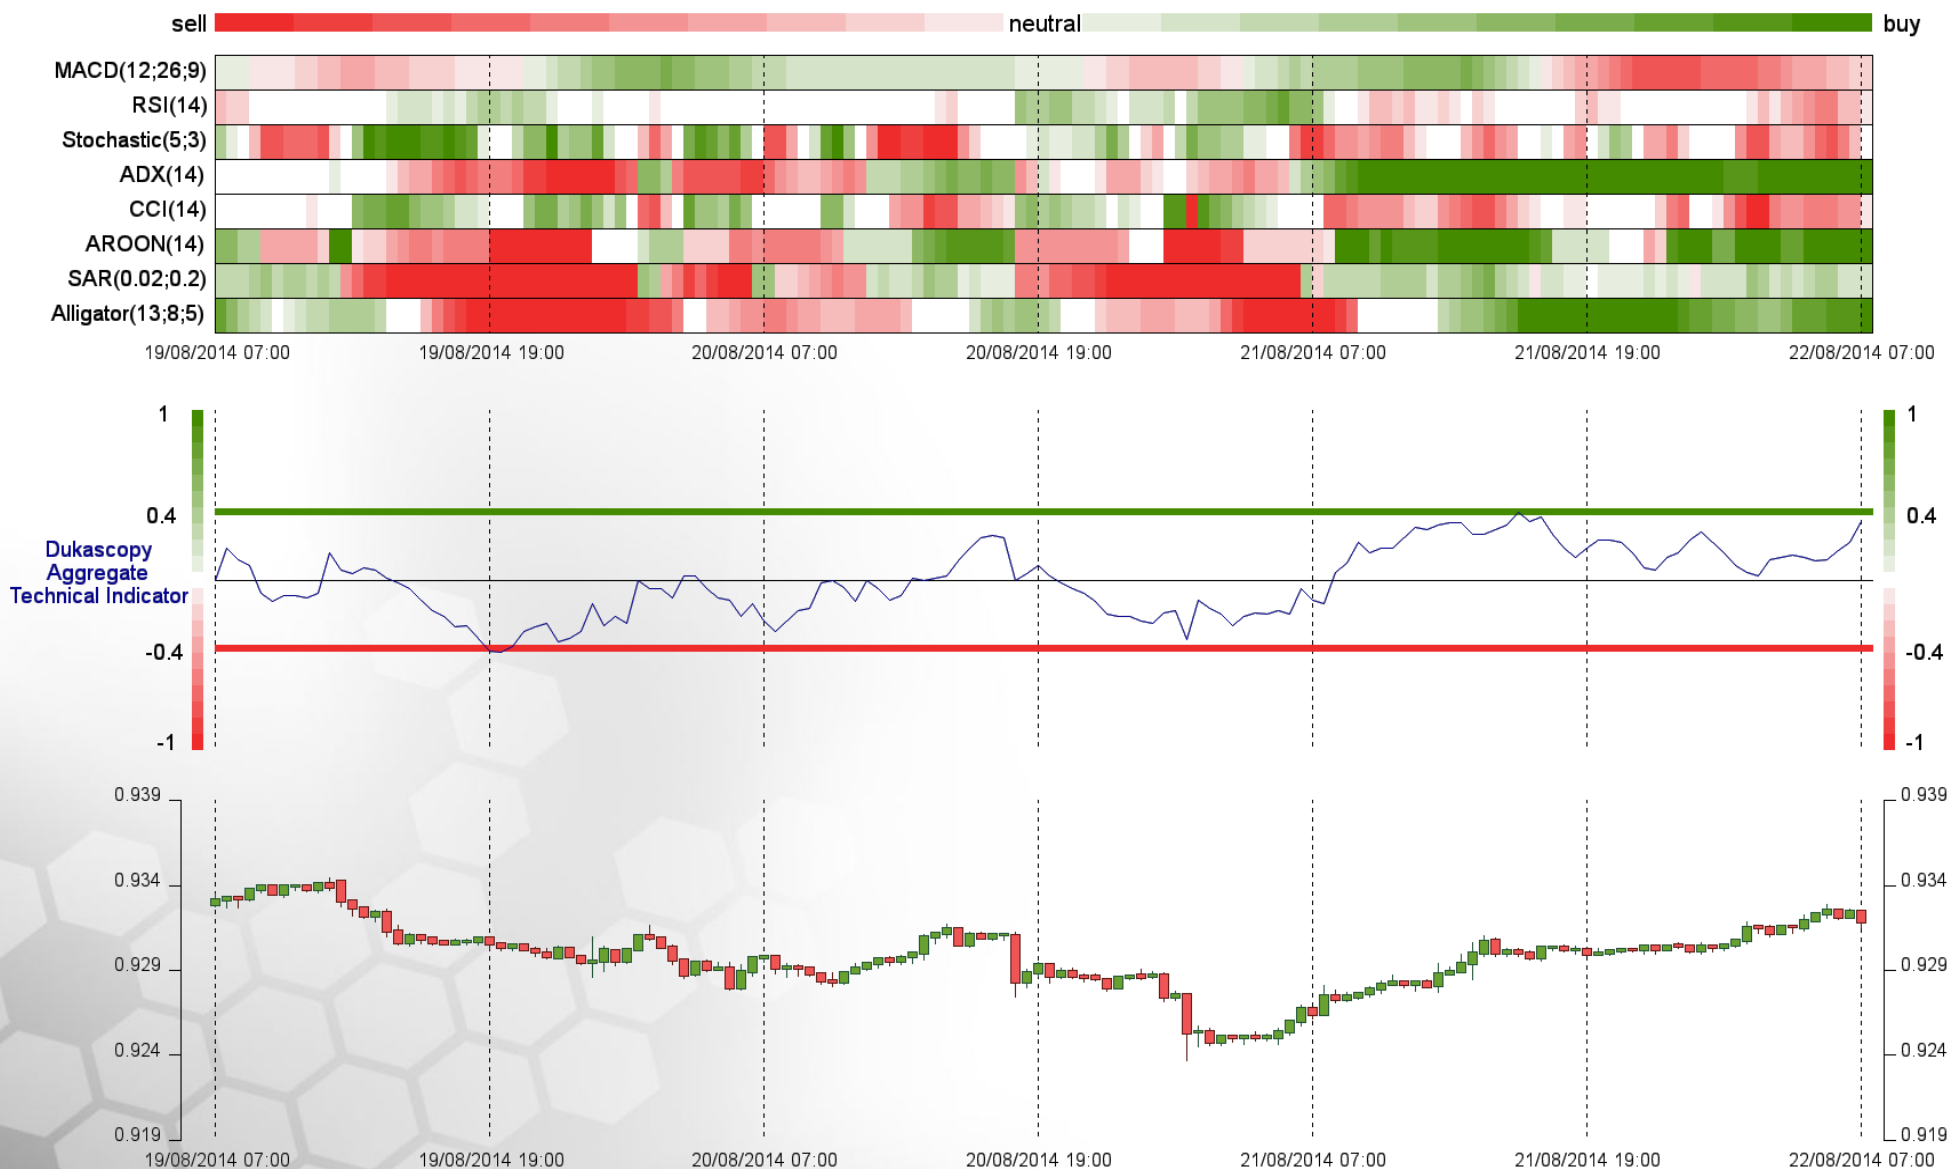 sell neutral buy
MACD(12;26;9)
RSI(14)
Stochastic(5;3)
ADX(14)
CCI(14)
AROON(14)
SAR(0.02;0.2)
Alligator(13;8;5)
19/08/2014 07:00 19/08/2014 19:00 20/08/2014 07:00 20/08/2014 19:00 21/08/2014 07:00 21/08/2014 19:00 22/08/2014 07:00
1 1
0.4 0.4
Dukascopy
Aggregate
Technical Indicator
-0.4 -0.4
-1 -1
0.939 0.939
0.934 0.934
0.929 0.929
0.924 0.924
0.919 0.919
19/08/2014 07:00 19/08/2014 19:00 20/08/2014 07:00 20/08/2014 19:00 21/08/2014 07:00 21/08/2014 19:00 22/08/2014 07:00